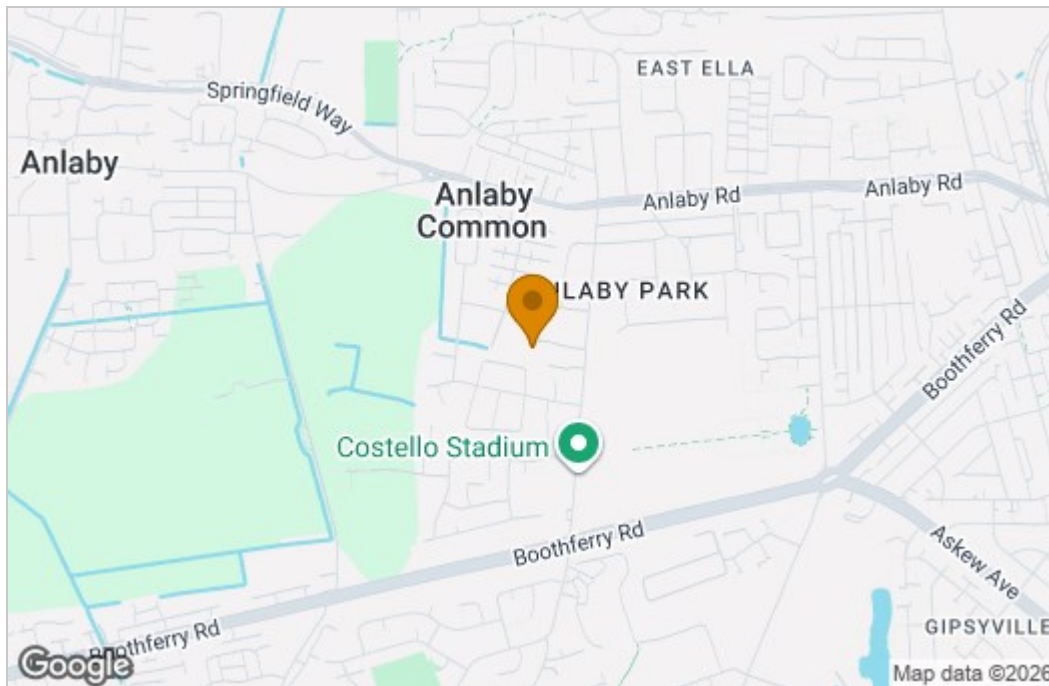 EAST ELLA
Springfield Way
Anlaby
Anlaby
Common
Anlaby Rd
Anlaby Rd
NLABY PARK
Boothferry Rd
Costello Stadium
Boothferry Rd
Askew Ave
GIPSYVILLE
Boothferry Rd
Google
Map data ©2026